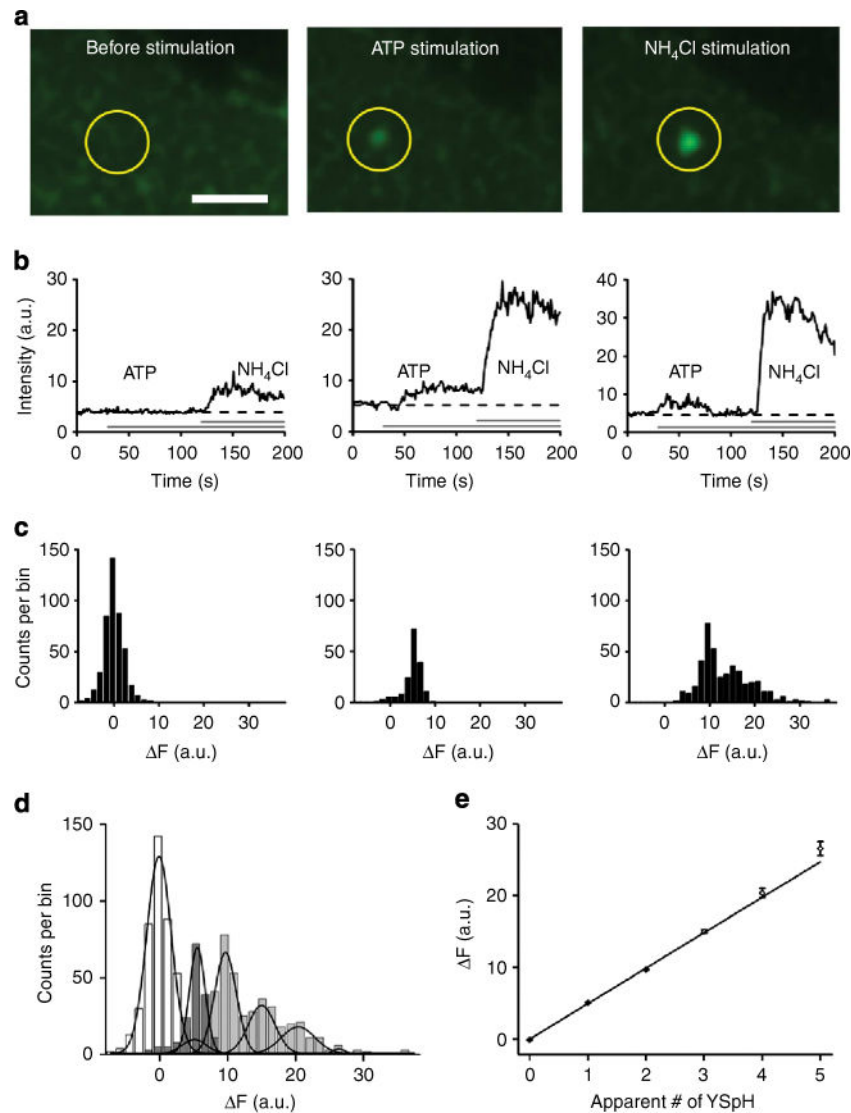 a
Before stimulation
ATP stimulation
NH4Cl stimulation
b
30
20
10
0
0 50 100 150 200
Intensity (a.u.)
Time (s)
ATP
NH4Cl
30
20
10
0
0 50 100 150 200
Time (s)
ATP
NH4Cl
40
30
20
10
0
0 50 100 150 200
Time (s)
ATP
NH4Cl
c
150
100
50
0
0 10 20 30
Counts per bin
ΔF (a.u.)
150
100
50
0
0 10 20 30
ΔF (a.u.)
150
100
50
0
0 10 20 30
ΔF (a.u.)
d
150
100
50
0
0 10 20 30
Counts per bin
ΔF (a.u.)
e
30
20
10
0
0 1 2 3 4 5
ΔF (a.u.)
Apparent # of YSpH